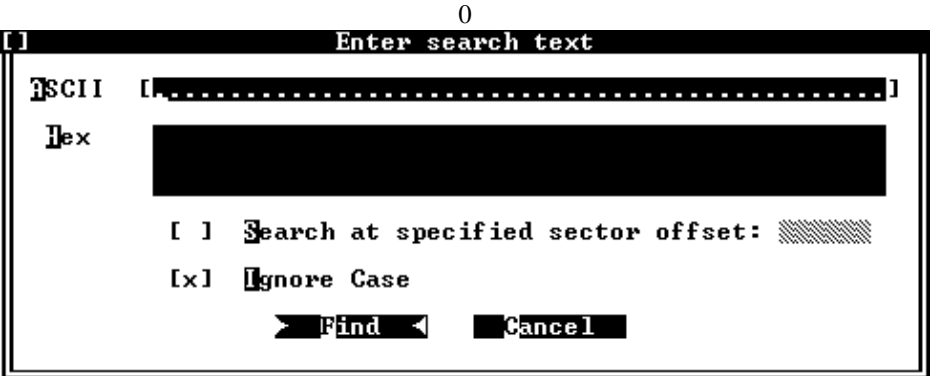 0
[ ] Enter search text
ASCII [................................................]
Hex
[ ] Search at specified sector offset:
[x] Ignore Case
Find Cancel